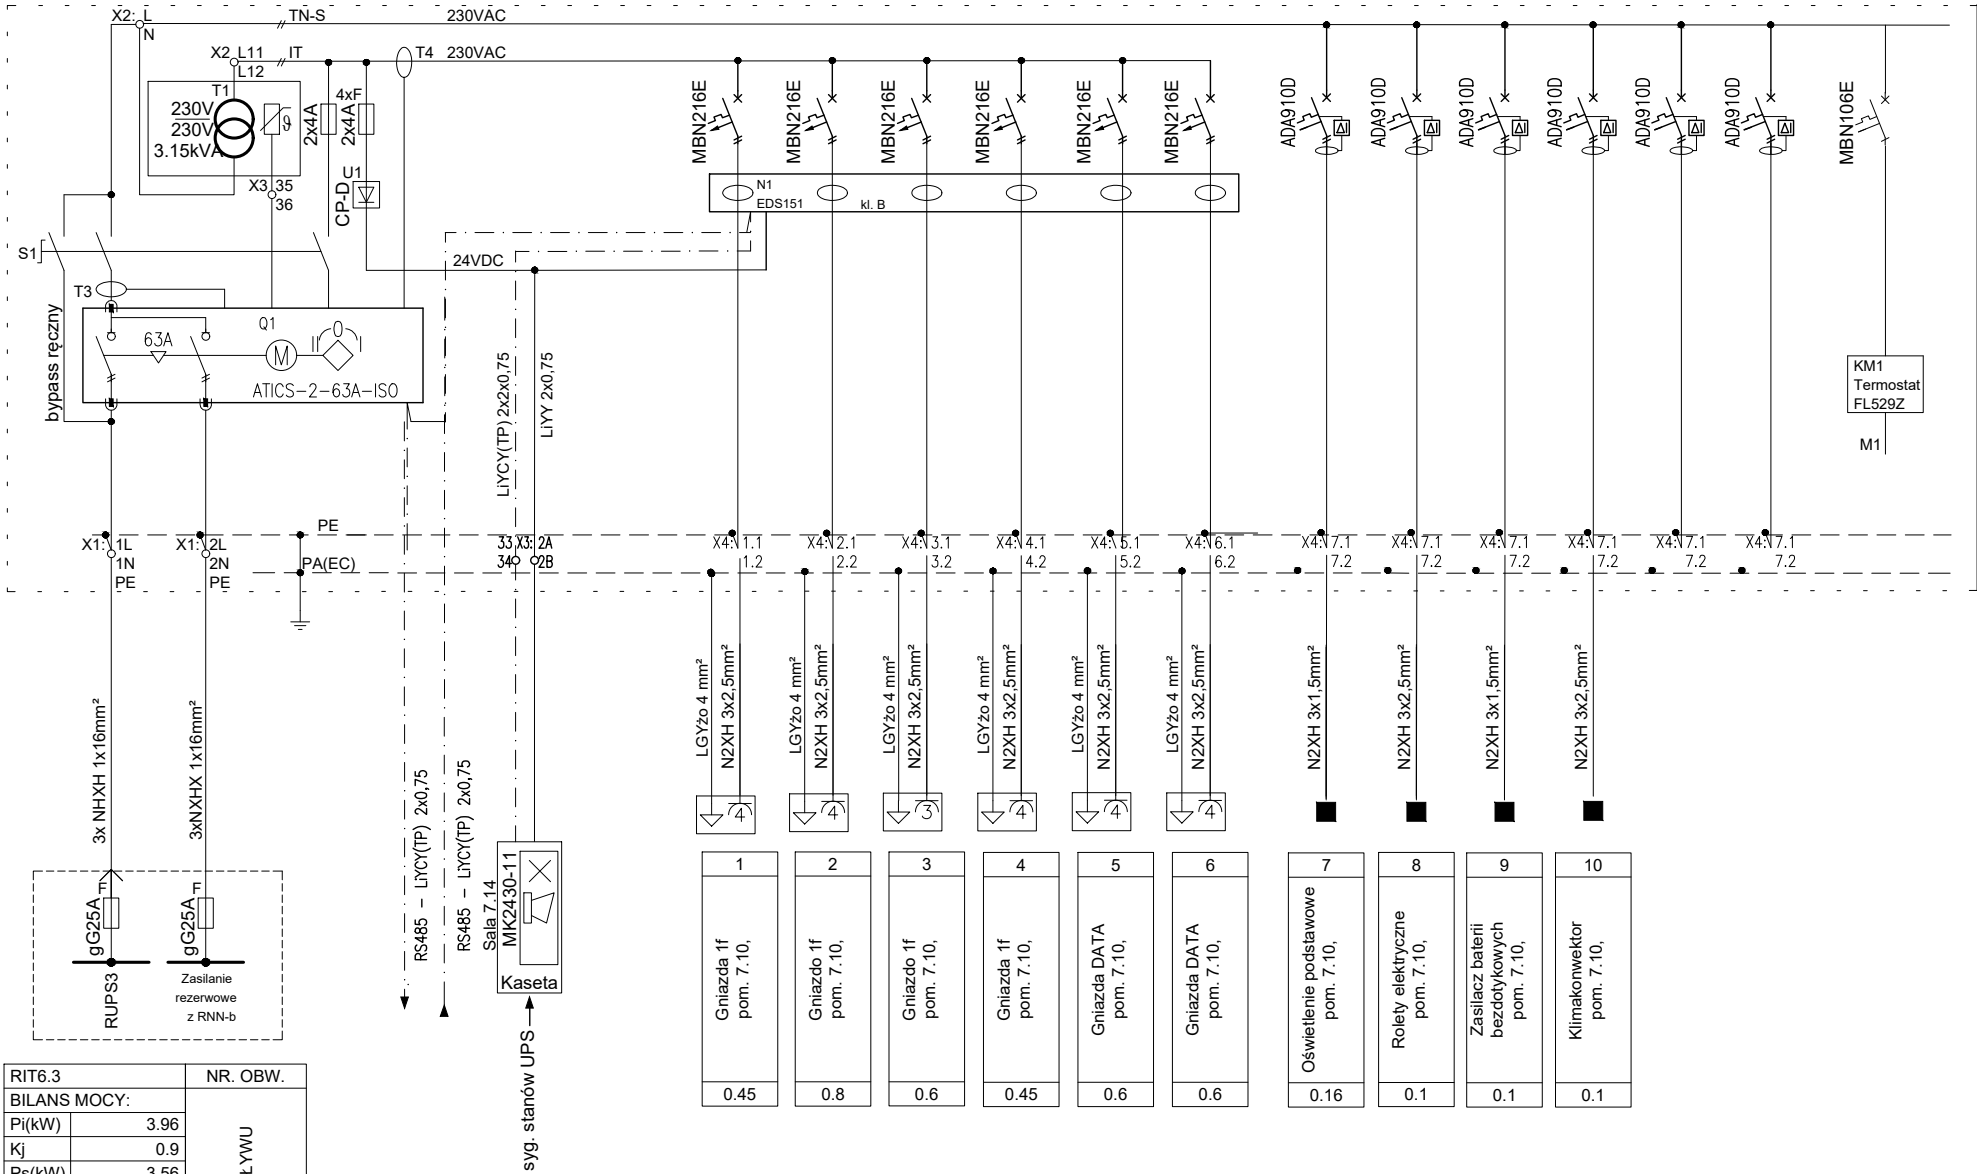 X2: L
N
TN-S
230VAC
X2 L11
L12
IT
T4
230VAC
T1
230V
230V
3.15kVA
ϑ
2x4A
4xF
2x4A
X3 35
36
U1
CP-D
S1
T3
bypass ręczny
24VDC
Q1
63A
M
0
ATICS-2-63A-ISO
MBN216E
MBN216E
MBN216E
MBN216E
MBN216E
MBN216E
N1
EDS151
kl. B
ADA910D
ADA910D
ADA910D
ADA910D
ADA910D
ADA910D
ΔI
ΔI
ΔI
ΔI
ΔI
ΔI
MBN106E
KM1
Termostat
FL529Z
M1
LiYCY(TP) 2x2x0,75
LiYY 2x0,75
PE
PA(EC)
X1: 1L
1N
PE
X1: 2L
2N
PE
33 X3: 2A
34 2B
X4: 1.1
1.2
X4: 2.1
2.2
X4: 3.1
3.2
X4: 4.1
4.2
X4: 5.1
5.2
X4: 6.1
6.2
X4: 7.1
7.2
X4: 7.1
7.2
X4: 7.1
7.2
X4: 7.1
7.2
X4: 7.1
7.2
X4: 7.1
7.2
3x NHXH 1x16mm²
3xNXHX 1x16mm²
RS485 – LiYCY(TP) 2x0,75
RS485 – LiYCY(TP) 2x0,75
LGYżo 4 mm²
N2XH 3x2,5mm²
LGYżo 4 mm²
N2XH 3x2,5mm²
LGYżo 4 mm²
N2XH 3x2,5mm²
LGYżo 4 mm²
N2XH 3x2,5mm²
LGYżo 4 mm²
N2XH 3x2,5mm²
LGYżo 4 mm²
N2XH 3x2,5mm²
N2XH 3x1,5mm²
N2XH 3x2,5mm²
N2XH 3x1,5mm²
N2XH 3x2,5mm²
4
4
3
4
4
4
F
gG25A
RUPS3
F
gG25A
Zasilanie
rezerwowe
z RNN-b
Sala 7.14
MK2430-11
Kaseta
syg. stanów UPS
1
Gniazda 1f
pom. 7.10,
0.45
2
Gniazdo 1f
pom. 7.10,
0.8
3
Gniazdo 1f
pom. 7.10,
0.6
4
Gniazda 1f
pom. 7.10,
0.45
5
Gniazda DATA
pom. 7.10,
0.6
6
Gniazda DATA
pom. 7.10,
0.6
7
Oświetlenie podstawowe
pom. 7.10,
0.16
8
Rolety elektryczne
pom. 7.10,
0.1
9
Zasilacz baterii
bezdotykowych
pom. 7.10,
0.1
10
Klimakonwektor
pom. 7.10,
0.1
RIT6.3
NR. OBW.
BILANS MOCY:
Pi(kW) 3.96
Kj 0.9
Ps(kW) 3.56
ŁYWU